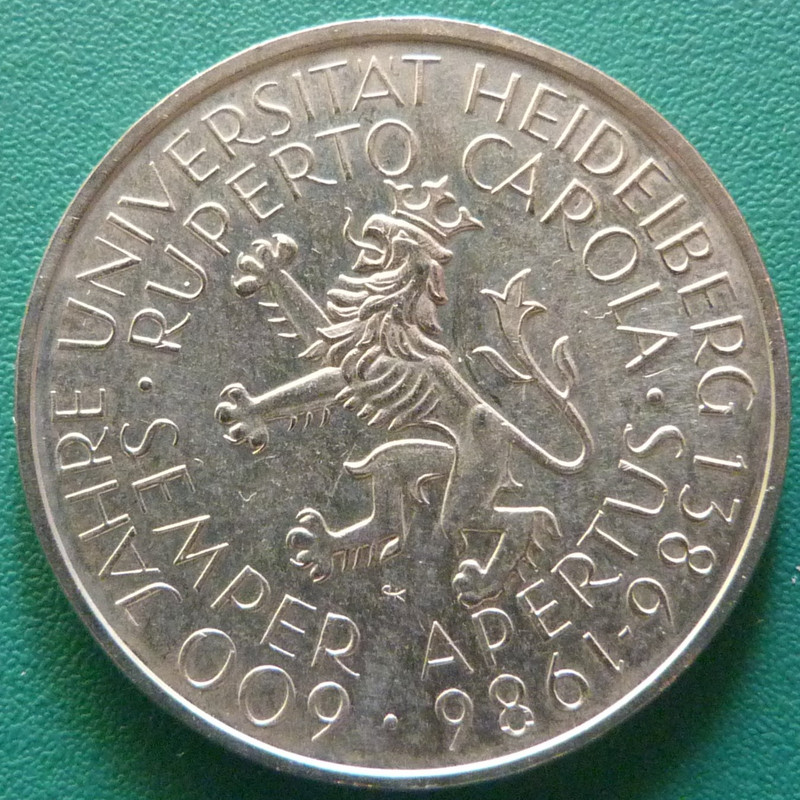 600 JAHRE UNIVERSITÄT HEIDELBERG 1386-1986 ·
RUPERTO CAROLA · SEMPER APERTUS ·